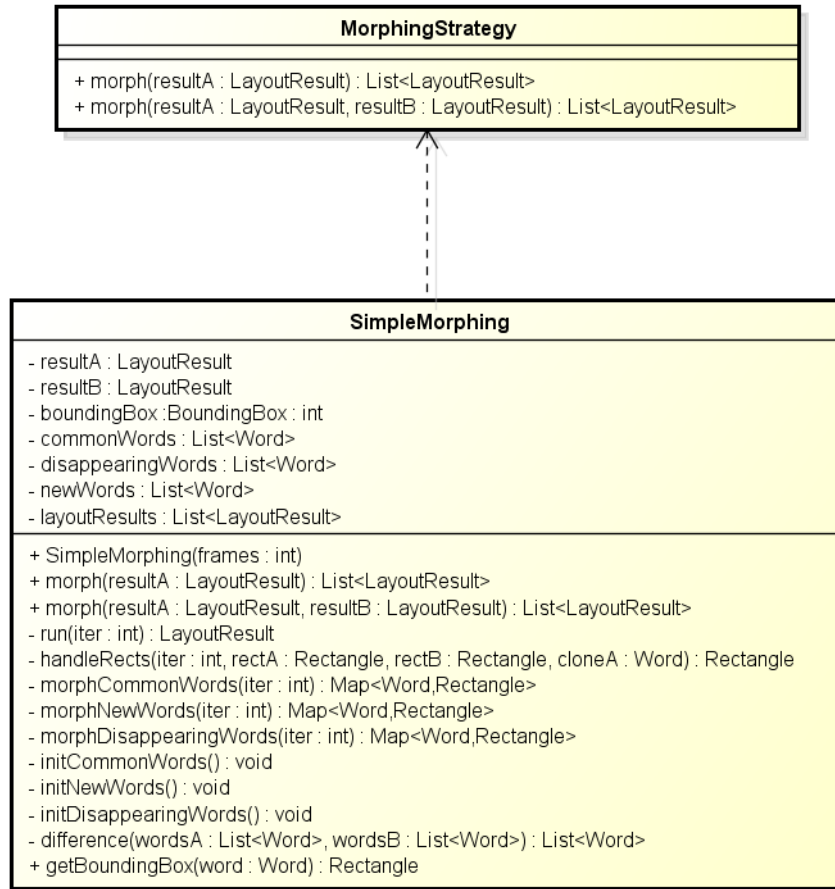 MorphingStrategy
+ morph(resultA : LayoutResult) : List<LayoutResult>
+ morph(resultA : LayoutResult, resultB : LayoutResult) : List<LayoutResult>
SimpleMorphing
- resultA : LayoutResult
- resultB : LayoutResult
- boundingBox :BoundingBox : int
- commonWords : List<Word>
- disappearingWords : List<Word>
- newWords : List<Word>
- layoutResults : List<LayoutResult>
+ SimpleMorphing(frames : int)
+ morph(resultA : LayoutResult) : List<LayoutResult>
+ morph(resultA : LayoutResult, resultB : LayoutResult) : List<LayoutResult>
- run(iter : int) : LayoutResult
- handleRects(iter : int, rectA : Rectangle, rectB : Rectangle, cloneA : Word) : Rectangle
- morphCommonWords(iter : int) : Map<Word,Rectangle>
- morphNewWords(iter : int) : Map<Word,Rectangle>
- morphDisappearingWords(iter : int) : Map<Word,Rectangle>
- initCommonWords() : void
- initNewWords() : void
- initDisappearingWords() : void
- difference(wordsA : List<Word>, wordsB : List<Word>) : List<Word>
+ getBoundingBox(word : Word) : Rectangle